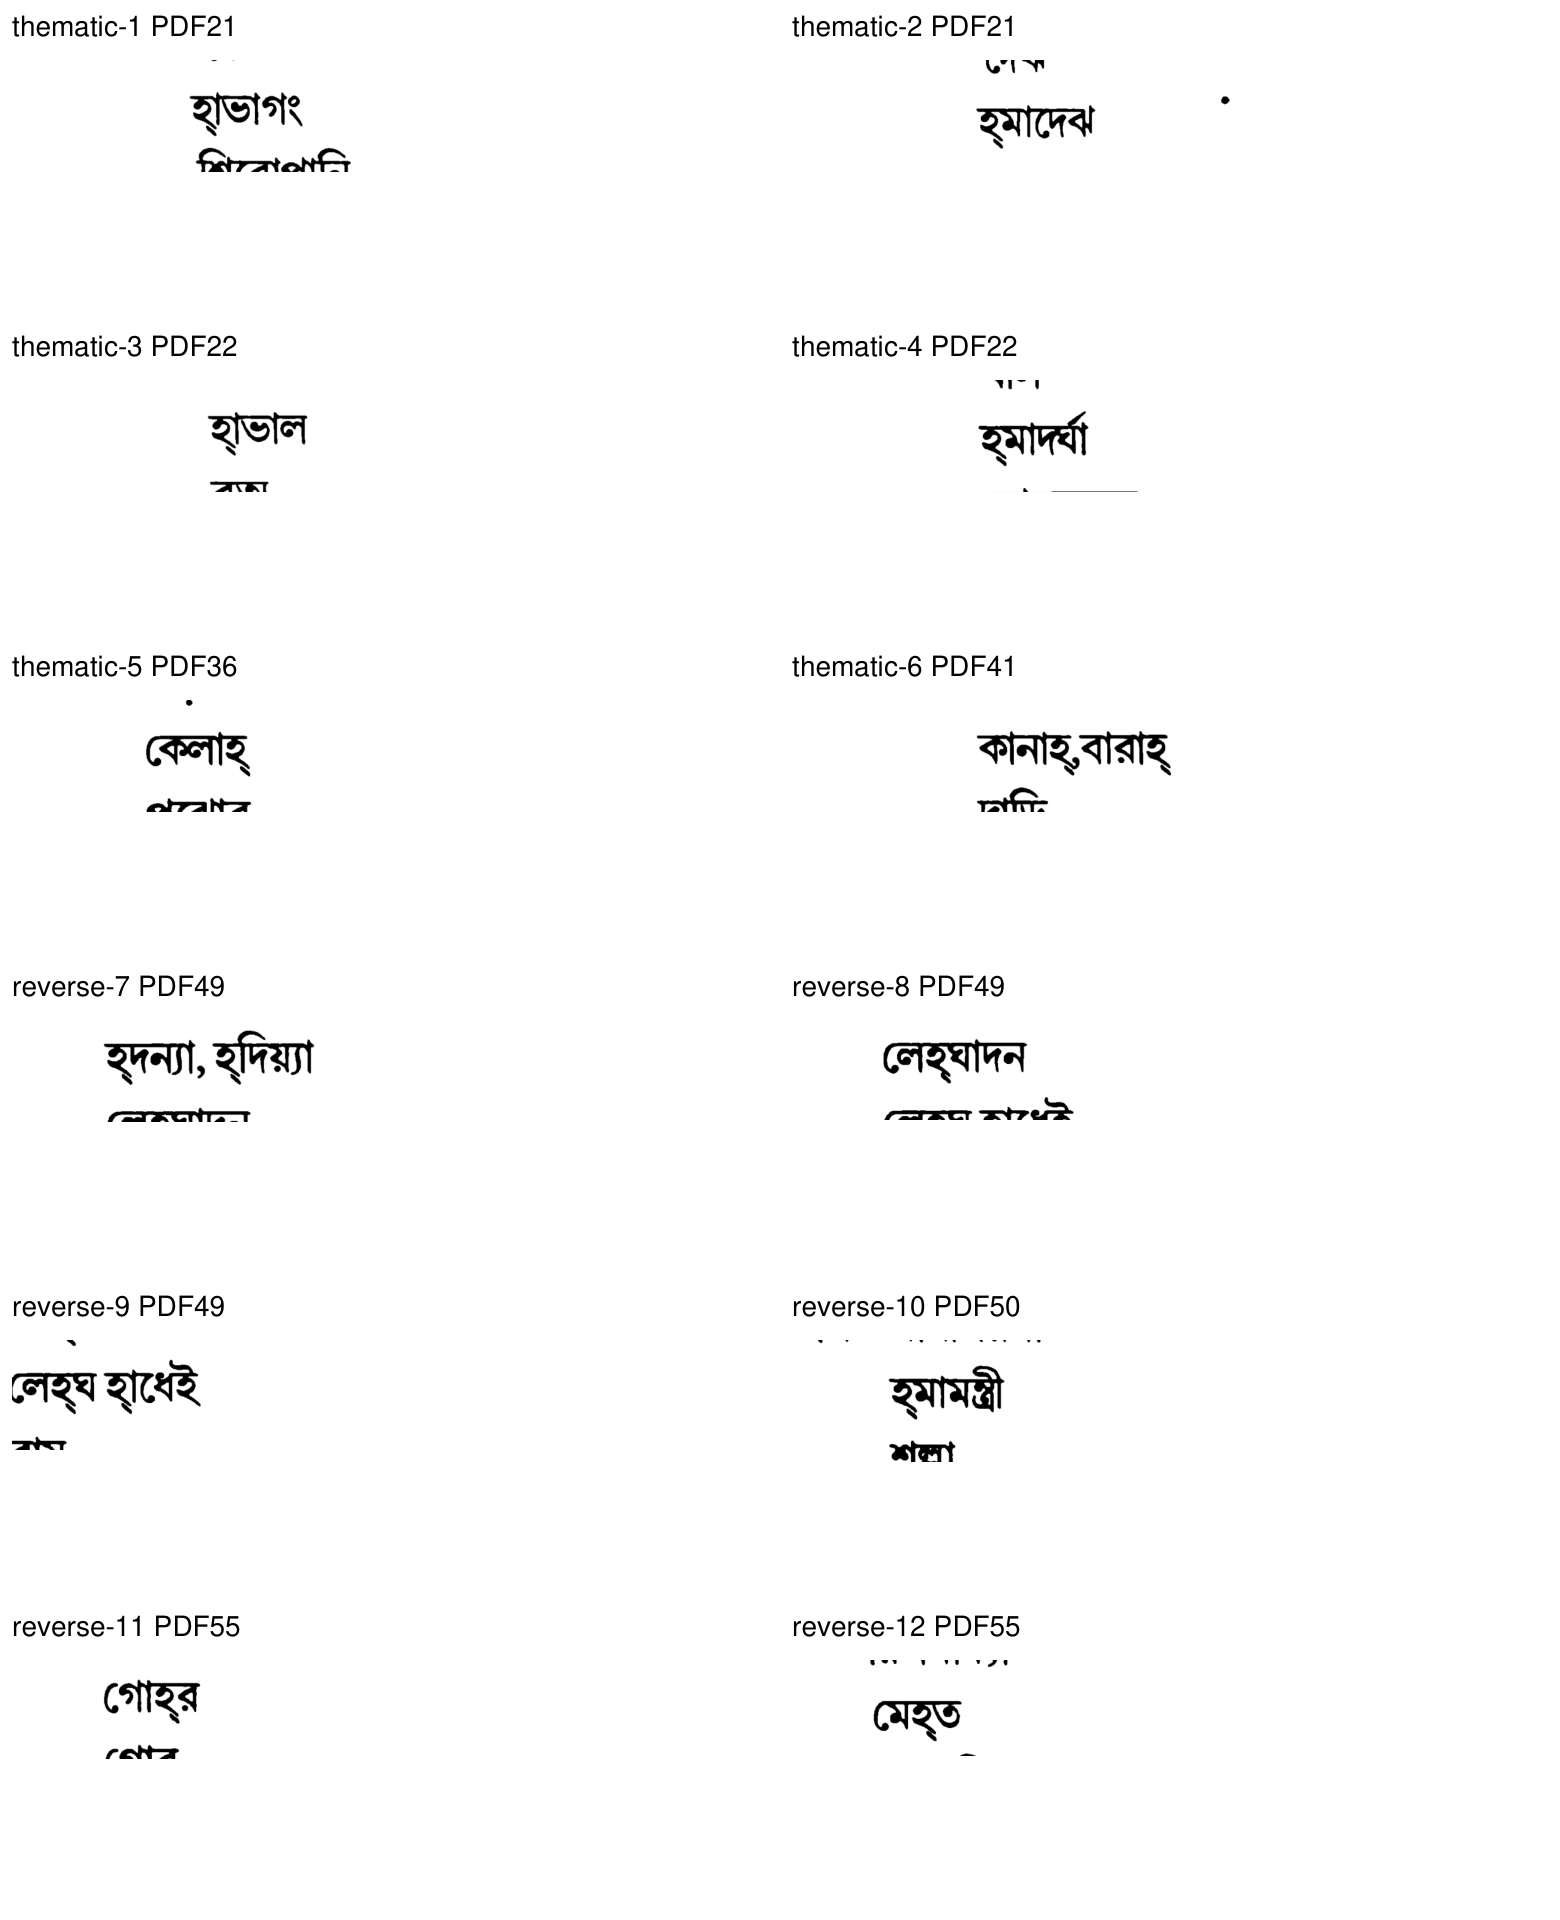 thematic-1 PDF21
হা্ভাগং
শিরোপানি
thematic-2 PDF21
হ্মাদেঝ
thematic-3 PDF22
হা্ভাল
thematic-4 PDF22
হ্মাদর্ঘা
thematic-5 PDF36
কেলাহ্
thematic-6 PDF41
কানাহ্,বারাহ্
দাড়ি
reverse-7 PDF49
হ্দন্যা, হ্দিয়্যা
লেহ্ঘাদন
reverse-8 PDF49
লেহ্ঘাদন
লেহ্ঘ হা্ধেই
reverse-9 PDF49
লেহ্ঘ হা্ধেই
reverse-10 PDF50
হ্মামন্ত্রী
reverse-11 PDF55
গোহ্র
reverse-12 PDF55
মেহ্ত